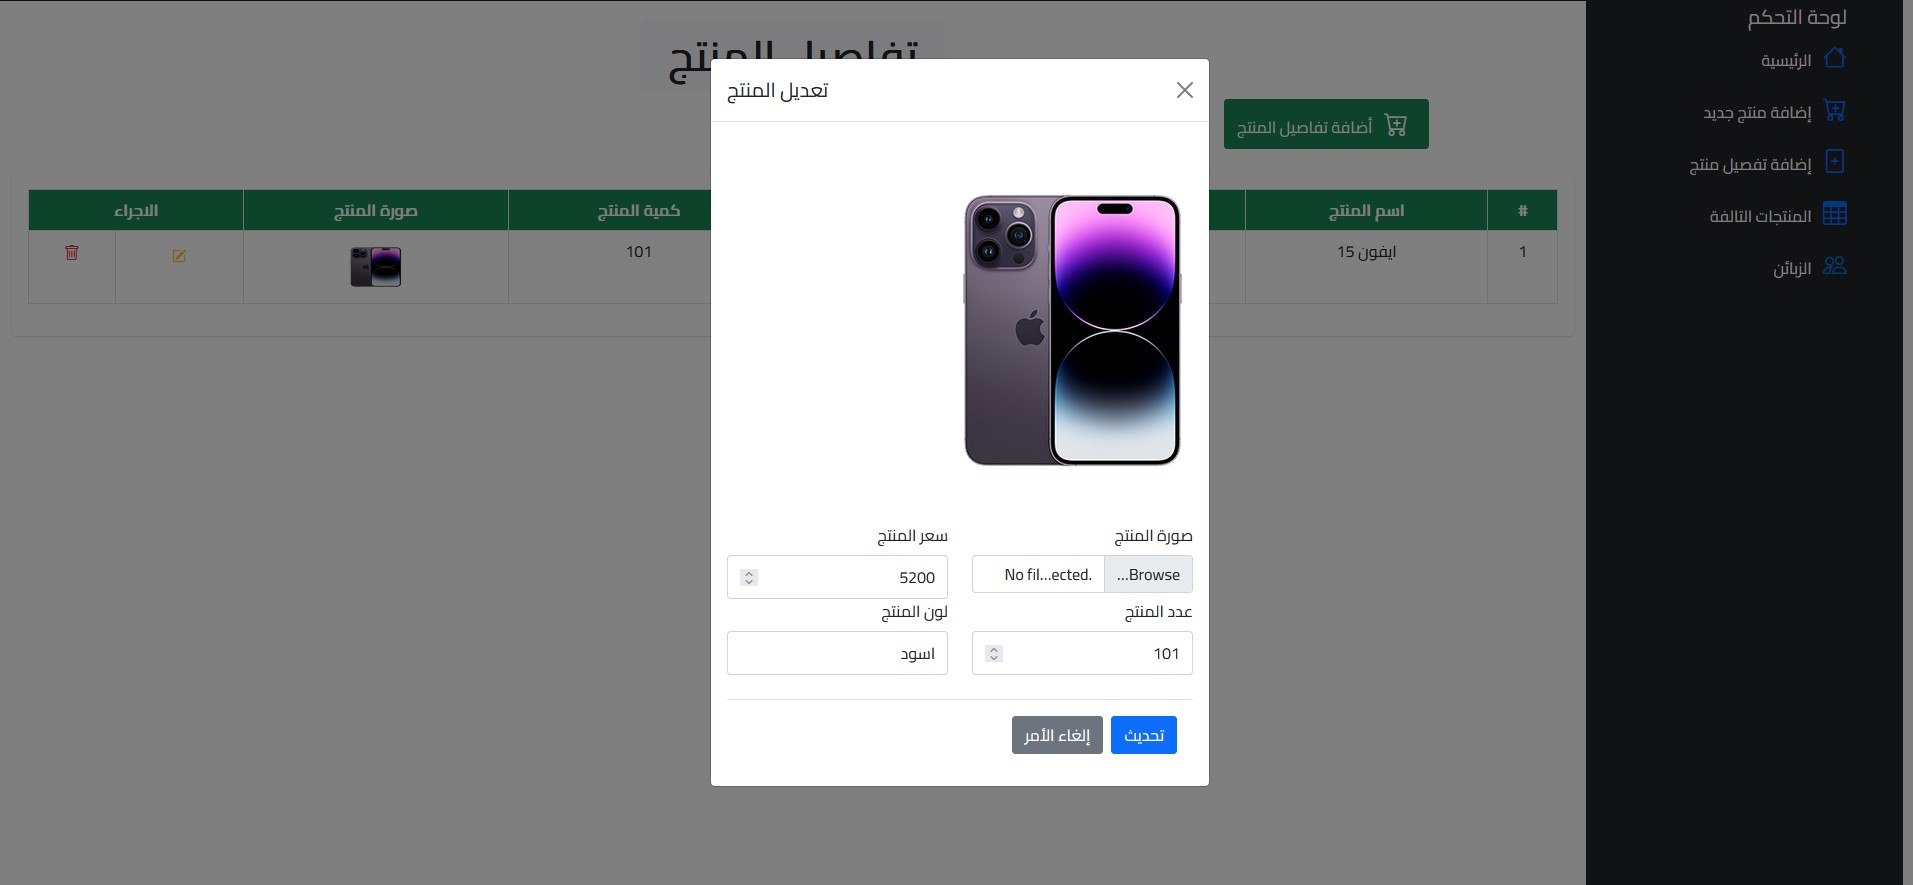 لوحة التحكم
الرئيسية
إضافة منتج جديد
إضافة تفصيل منتج
المنتجات التالفة
الزبائن
تفاصيل المنتج
أضافة تفاصيل المنتج
# اسم المنتج كمية المنتج صورة المنتج الاجراء
1 ايفون 15 101
تعديل المنتج
صورة المنتج سعر المنتج
Browse... No fil...ected. 5200
عدد المنتج لون المنتج
101 اسود
تحديث إلغاء الأمر